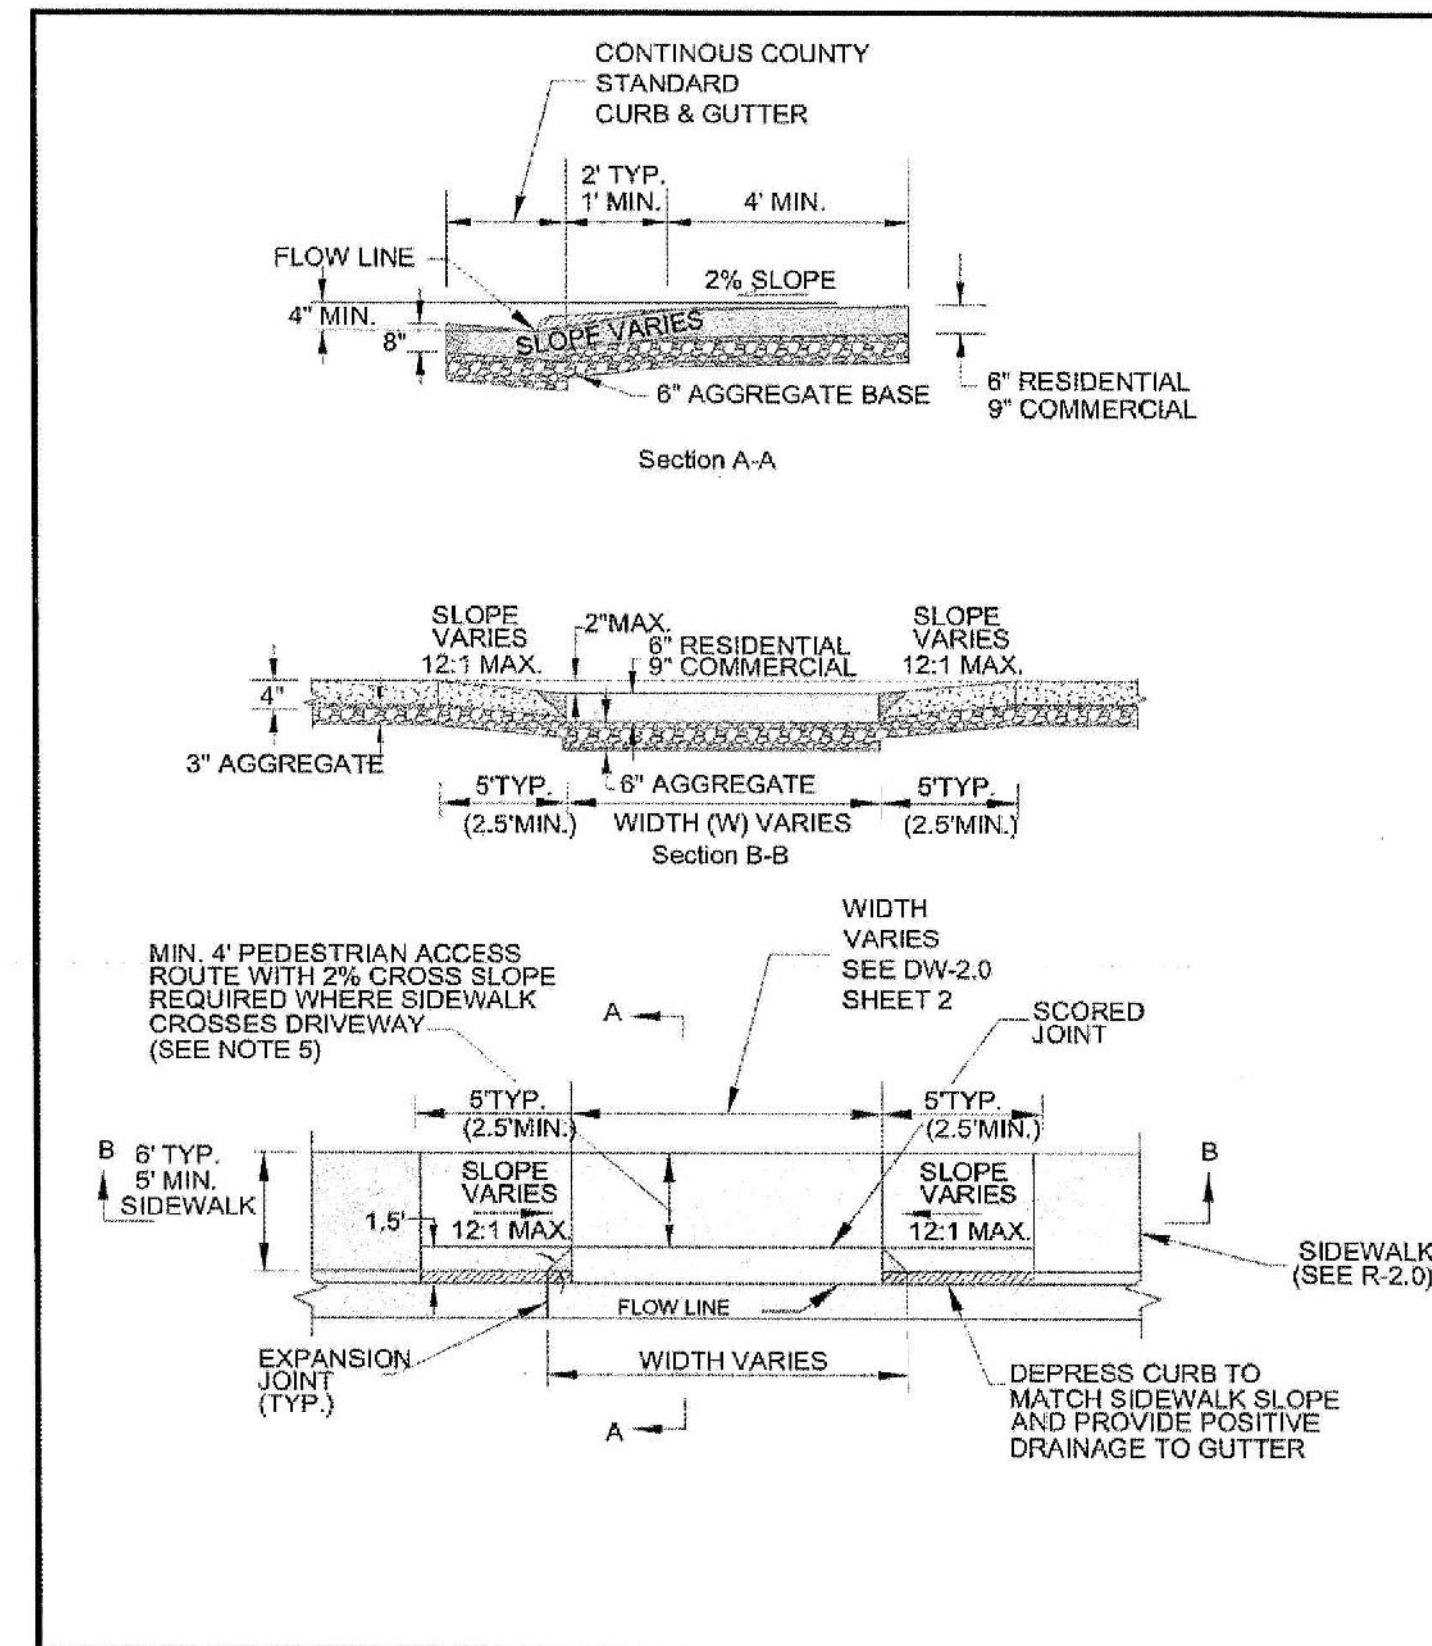 CONTINOUS COUNTY
STANDARD
CURB & GUTTER
2' TYP.
1' MIN.
4' MIN.
FLOW LINE
2% SLOPE
4" MIN.
8"
SLOPE VARIES
6" AGGREGATE BASE
6" RESIDENTIAL
9" COMMERCIAL
Section A-A
SLOPE
VARIES
12:1 MAX.
2"MAX.
6" RESIDENTIAL
9" COMMERCIAL
SLOPE
VARIES
12:1 MAX.
4"
3" AGGREGATE
6" AGGREGATE
5'TYP.
(2.5'MIN.)
WIDTH (W) VARIES
5'TYP.
(2.5'MIN.)
Section B-B
WIDTH
VARIES
SEE DW-2.0
SHEET 2
MIN. 4' PEDESTRIAN ACCESS
ROUTE WITH 2% CROSS SLOPE
REQUIRED WHERE SIDEWALK
CROSSES DRIVEWAY
(SEE NOTE 5)
A
SCORED
JOINT
5'TYP.
(2.5'MIN.)
5'TYP.
(2.5'MIN.)
B
6' TYP.
5' MIN.
SIDEWALK
SLOPE
VARIES
12:1 MAX.
SLOPE
VARIES
12:1 MAX.
B
1.5'
SIDEWALK
(SEE R-2.0)
FLOW LINE
EXPANSION
JOINT
(TYP.)
WIDTH VARIES
DEPRESS CURB TO
MATCH SIDEWALK SLOPE
AND PROVIDE POSITIVE
DRAINAGE TO GUTTER
A